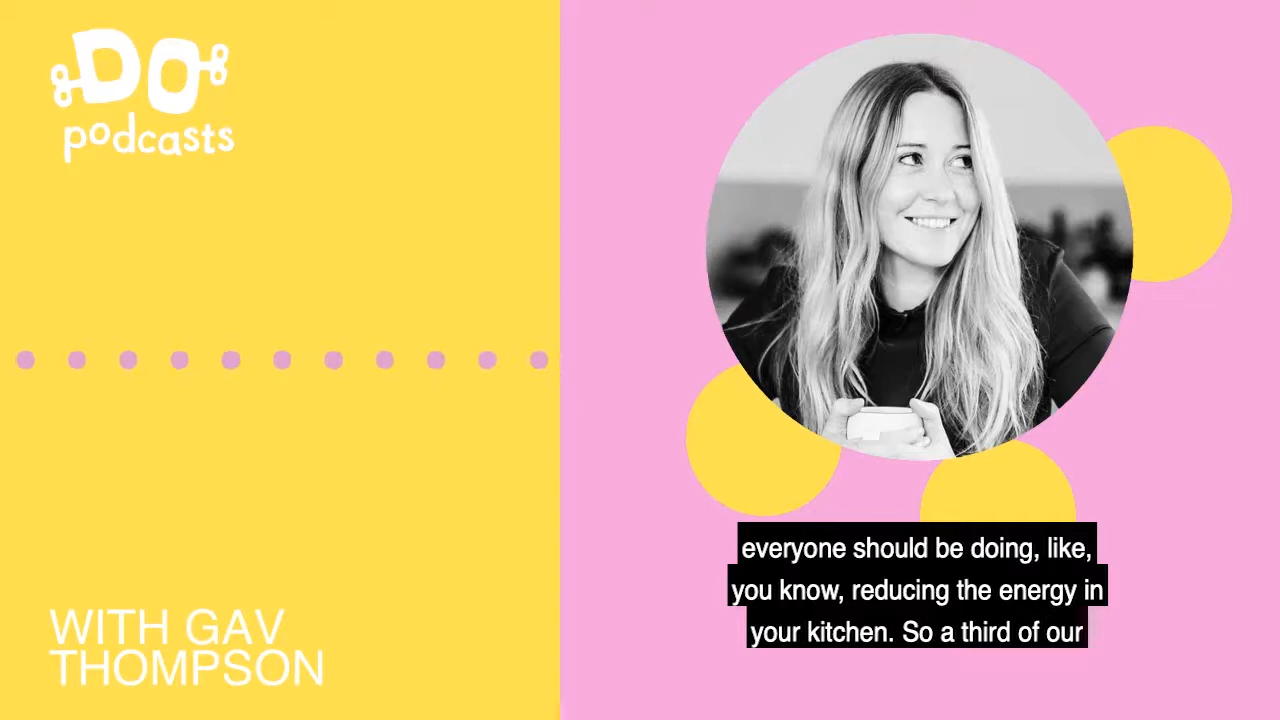 DO
podcasts
WITH GAV
THOMPSON
everyone should be doing, like,
you know, reducing the energy in
your kitchen. So a third of our